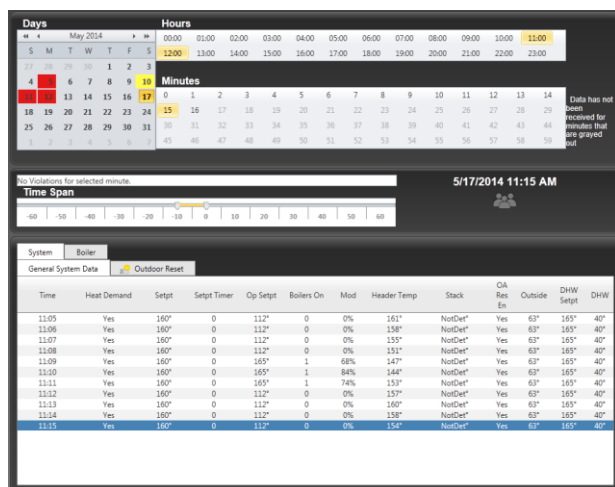 Days
May 2014
S M T W T F S
27 28 29 30 1 2 3
4 5 6 7 8 9 10
11 12 13 14 15 16 17
18 19 20 21 22 23 24
25 26 27 28 29 30 31
1 2 3 4 5 6 7
Hours
00:00 01:00 02:00 03:00 04:00 05:00 06:00 07:00 08:00 09:00 10:00 11:00
12:00 13:00 14:00 15:00 16:00 17:00 18:00 19:00 20:00 21:00 22:00 23:00
Minutes
0 1 2 3 4 5 6 7 8 9 10 11 12 13 14
15 16 17 18 19 20 21 22 23 24 25 26 27 28 29
30 31 32 33 34 35 36 37 38 39 40 41 42 43 44
45 46 47 48 49 50 51 52 53 54 55 56 57 58 59
Data has not
been
received for
minutes that
are grayed
out
No Violations for selected minute.
Time Span
-60 -50 -40 -30 -20 -10 0 10 20 30 40 50 60
5/17/2014 11:15 AM
System Boiler
General System Data Outdoor Reset
Time Heat Demand Setpt Setpt Timer Op Setpt Boilers On Mod Header Temp Stack OA Res En Outside DHW Setpt DHW
11:05 Yes 160° 0 112° 0 0% 161° NotDet° Yes 63° 165° 40°
11:06 Yes 160° 0 112° 0 0% 158° NotDet° Yes 63° 165° 40°
11:07 Yes 160° 0 112° 0 0% 155° NotDet° Yes 63° 165° 40°
11:08 Yes 160° 0 112° 0 0% 151° NotDet° Yes 63° 165° 40°
11:09 Yes 160° 0 165° 1 68% 147° NotDet° Yes 63° 165° 40°
11:10 Yes 160° 0 165° 1 84% 144° NotDet° Yes 63° 165° 40°
11:11 Yes 160° 0 165° 1 74% 153° NotDet° Yes 63° 165° 40°
11:12 Yes 160° 0 112° 0 0% 157° NotDet° Yes 63° 165° 40°
11:13 Yes 160° 0 112° 0 0% 160° NotDet° Yes 63° 165° 40°
11:14 Yes 160° 0 112° 0 0% 158° NotDet° Yes 63° 165° 40°
11:15 Yes 160° 0 112° 0 0% 154° NotDet° Yes 63° 165° 40°